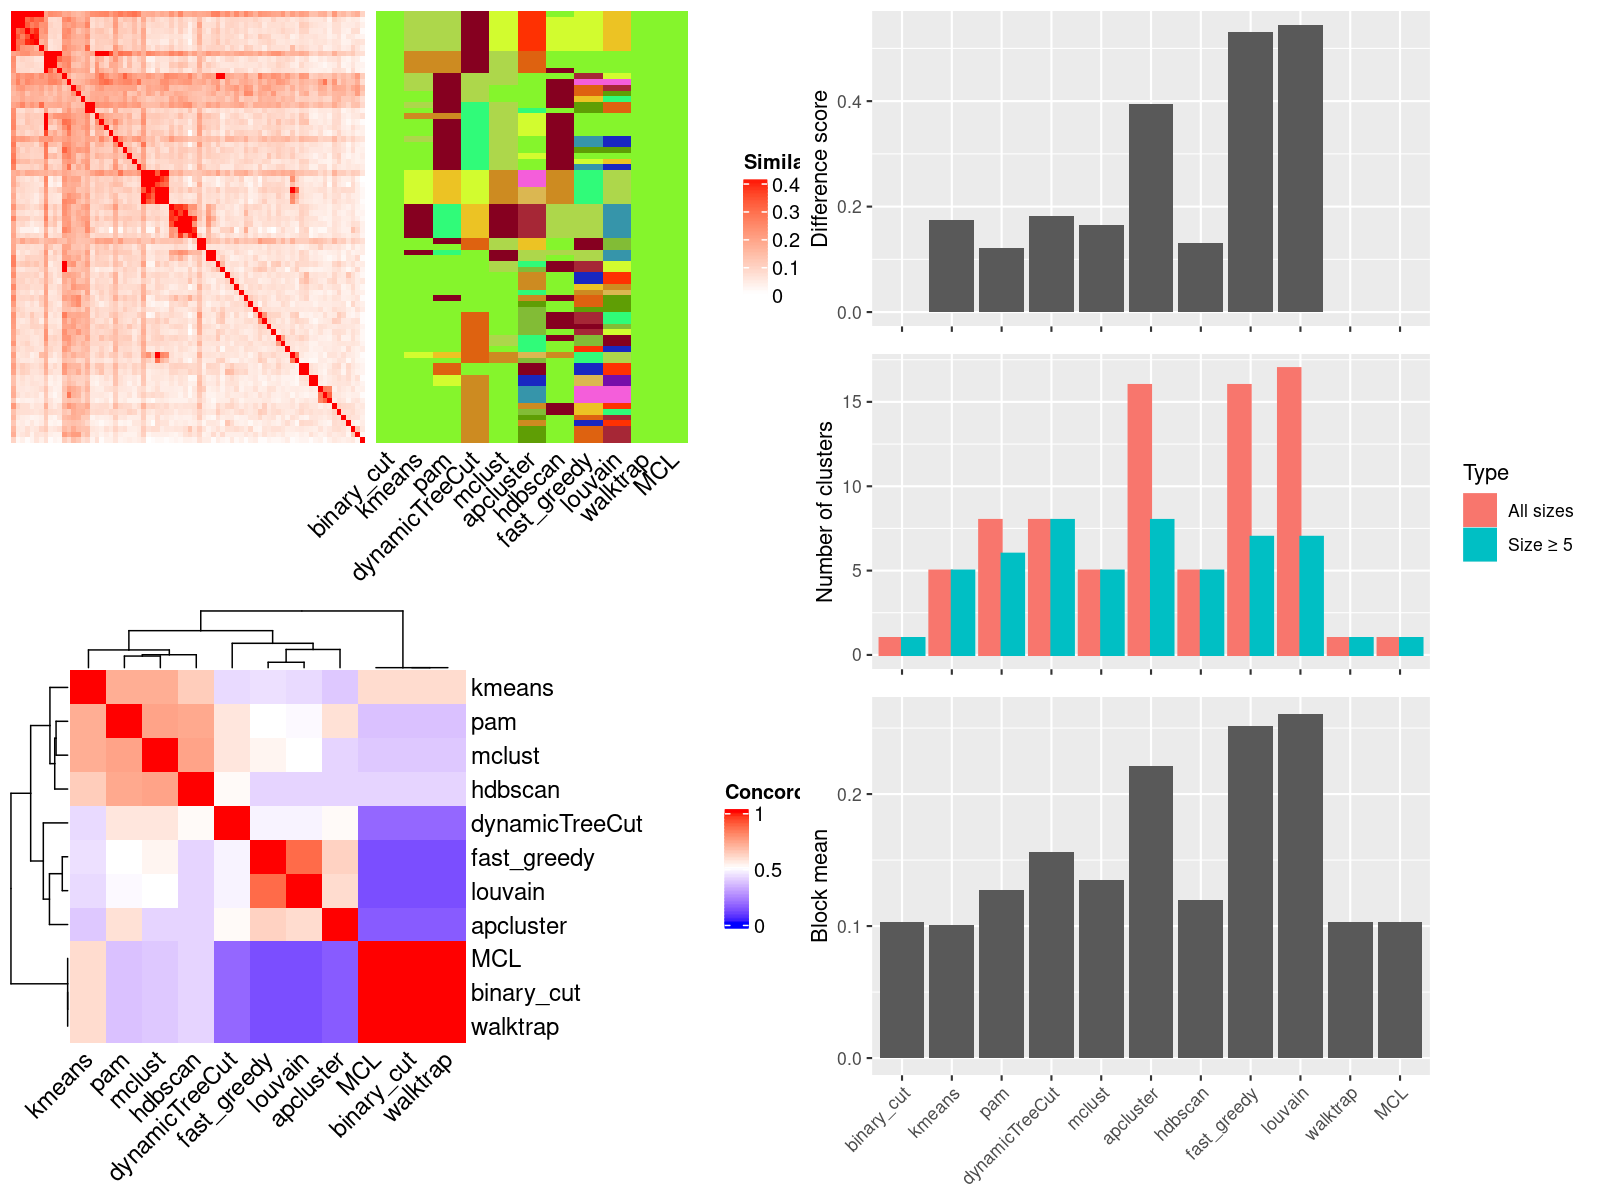 Simila
0.4
0.3
0.2
0.1
0
binary_cut
kmeans
pam
dynamicTreeCut
mclust
apcluster
hdbscan
fast_greedy
louvain
walktrap
MCL
kmeans
pam
mclust
hdbscan
dynamicTreeCut
fast_greedy
louvain
apcluster
MCL
binary_cut
walktrap
kmeans
pam
mclust
hdbscan
dynamicTreeCut
fast_greedy
louvain
apcluster
MCL
binary_cut
walktrap
Concord
1
0.5
0
Difference score
0.4
0.2
0.0
Number of clusters
15
10
5
0
Type
All sizes
Size ≥ 5
Block mean
0.2
0.1
0.0
binary_cut
kmeans
pam
dynamicTreeCut
mclust
apcluster
hdbscan
fast_greedy
louvain
walktrap
MCL